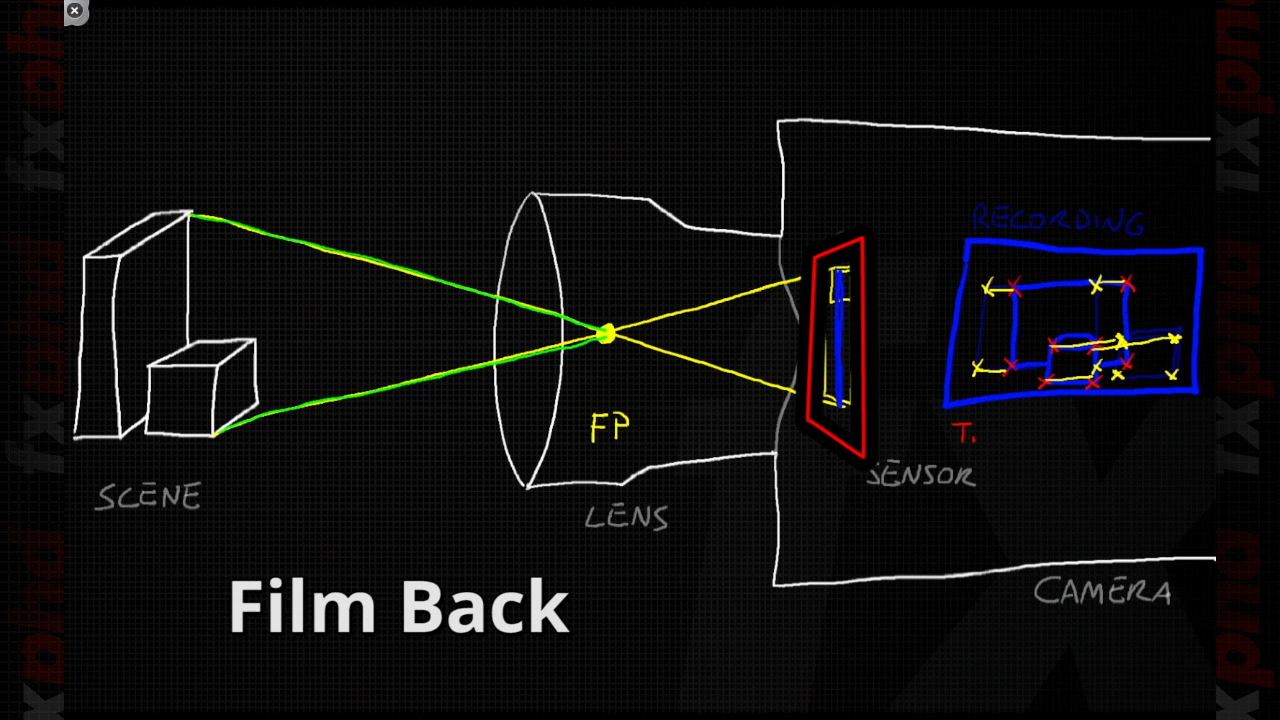 RECORDING
FP
T.
SENSOR
SCENE
LENS
CAMERA
Film Back
fxphd
fxphd